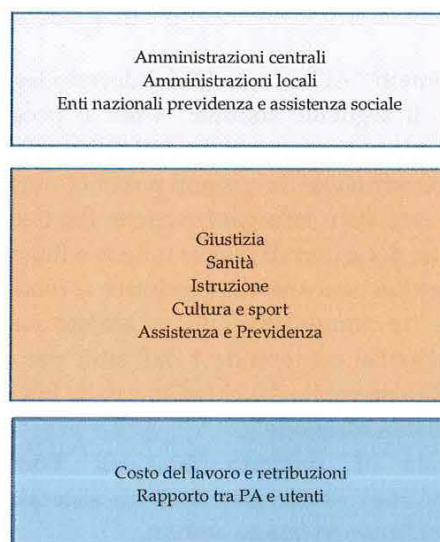 Amministrazioni centrali
Amministrazioni locali
Enti nazionali previdenza e assistenza sociale
Giustizia
Sanità
Istruzione
Cultura e sport
Assistenza e Previdenza
Costo del lavoro e retribuzioni
Rapporto tra PA e utenti